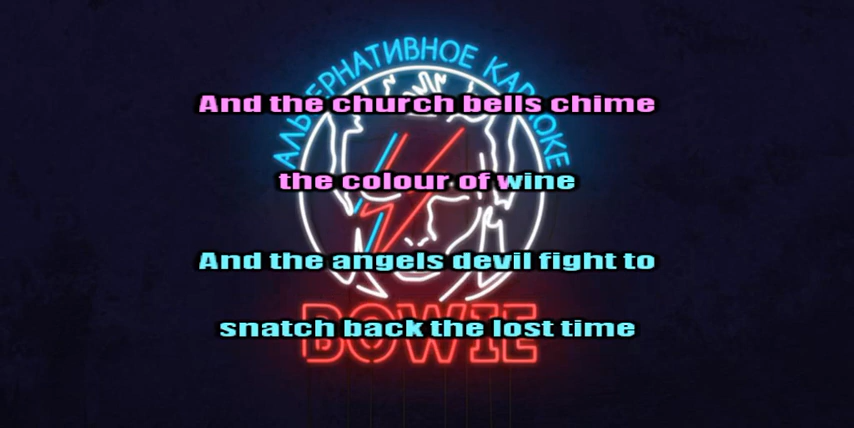 АЛЬТЕРНАТИВНОЕ КАРАОКЕ
And the church bells chime
the colour of wine
And the angels devil fight to
snatch back the lost time
BOWIE